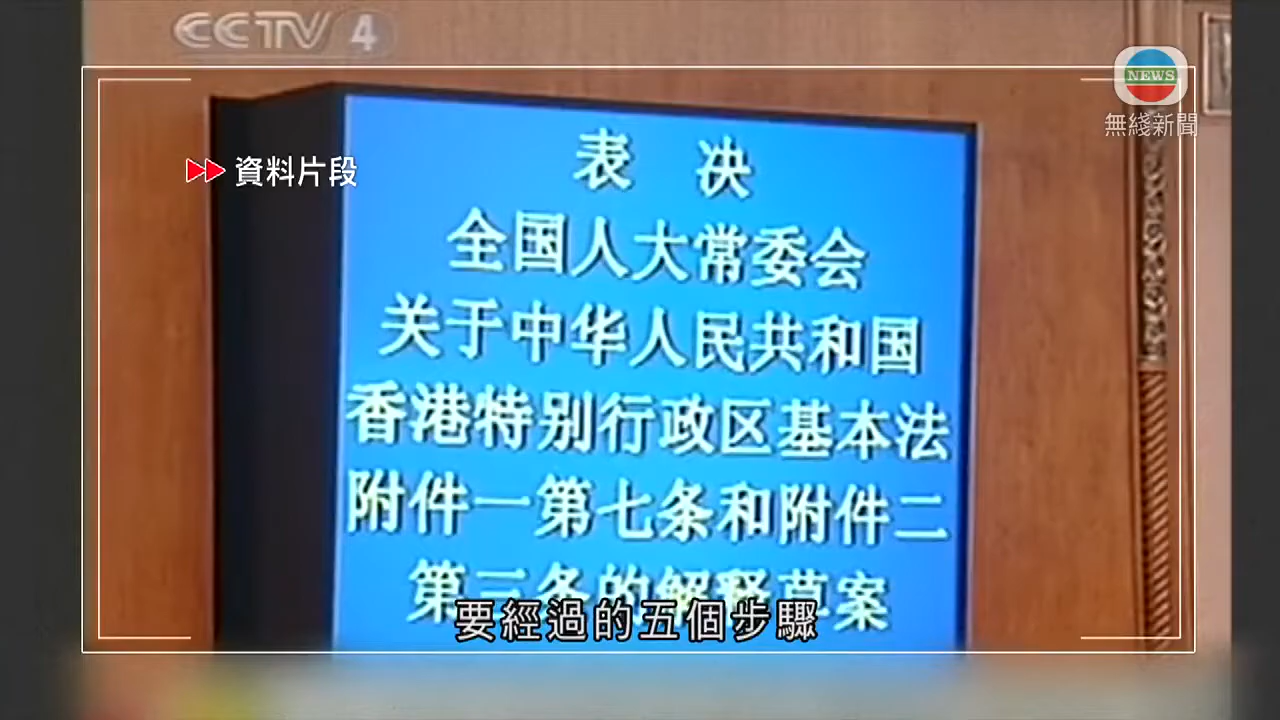 CCTV 4
NEWS
無綫新聞
資料片段
表 决
全国人大常委会
关于中华人民共和国
香港特别行政区基本法
附件一第七条和附件二
第三条的解释草案
要經過的五個步驟